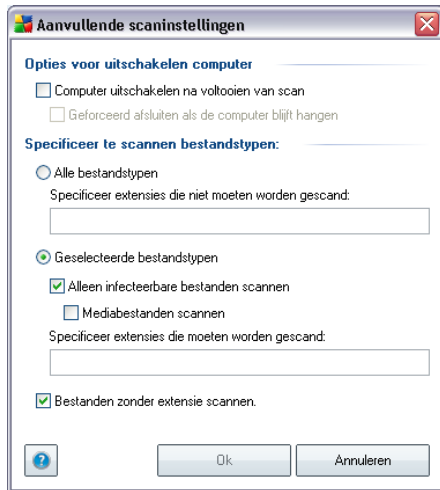 Aanvullende scaninstellingen
Opties voor uitschakelen computer
Computer uitschakelen na voltooien van scan
Geforceerd afsluiten als de computer blijft hangen
Specificeer te scannen bestandstypen:
Alle bestandstypen
Specificeer extensies die niet moeten worden gescand:
Geselecteerde bestandstypen
Alleen infecteerbare bestanden scannen
Mediabestanden scannen
Specificeer extensies die moeten worden gescand:
Bestanden zonder extensie scannen.
Ok
Annuleren